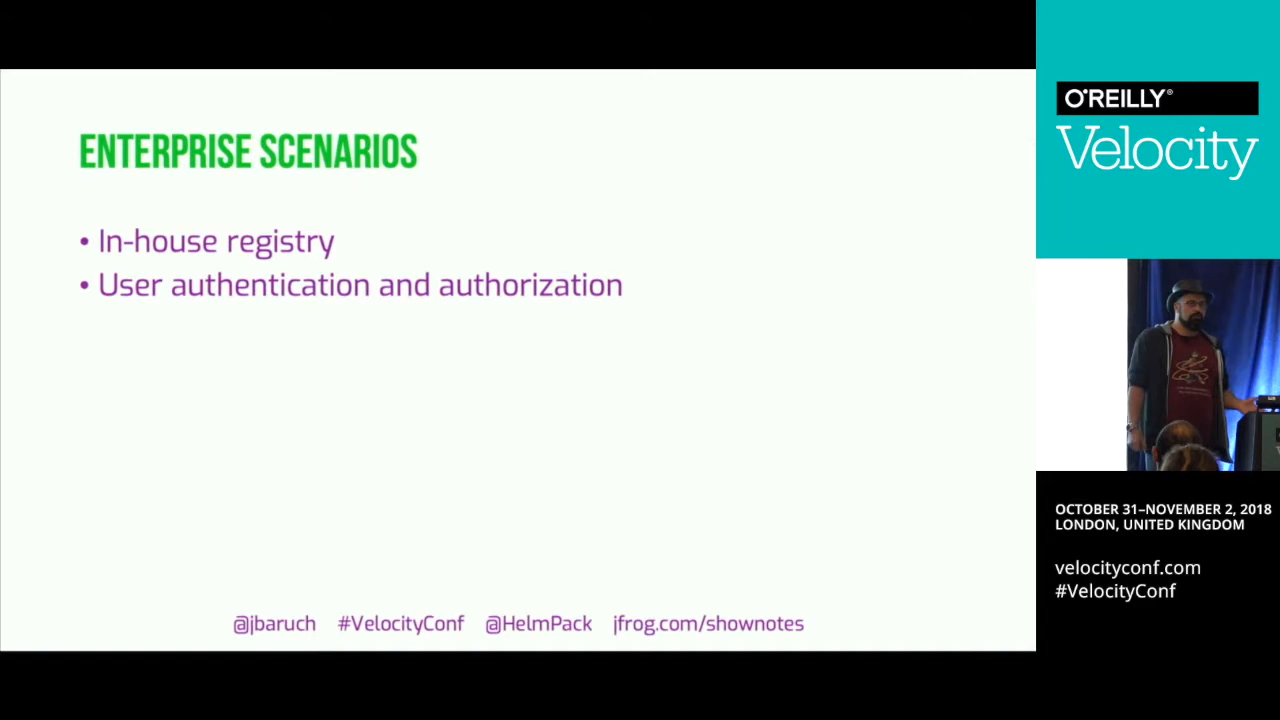 ENTERPRISE SCENARIOS
• In-house registry
• User authentication and authorization
@jbaruch #VelocityConf @HelmPack jfrog.com/shownotes
O'REILLY®
Velocity
OCTOBER 31–NOVEMBER 2, 2018
LONDON, UNITED KINGDOM
velocityconf.com
#VelocityConf